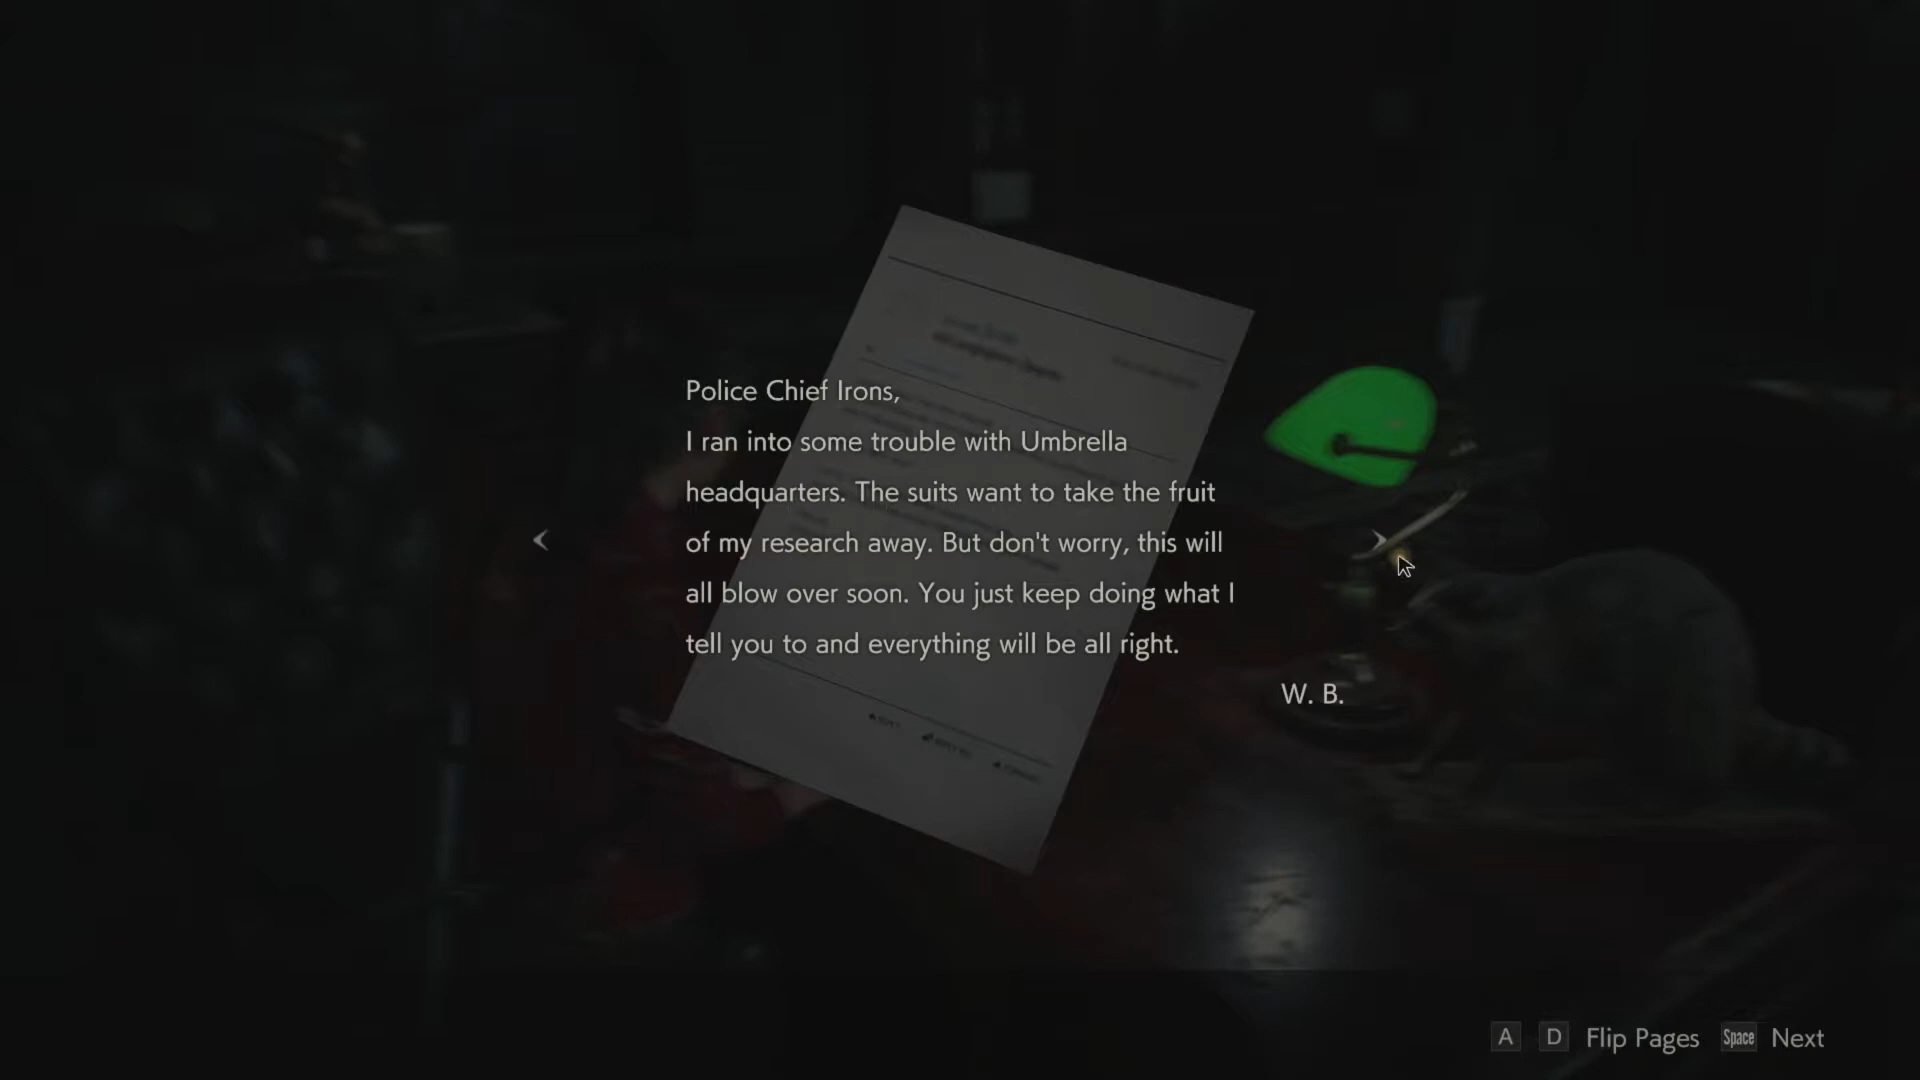 Police Chief Irons,
I ran into some trouble with Umbrella
headquarters. The suits want to take the fruit
of my research away. But don't worry, this will
all blow over soon. You just keep doing what I
tell you to and everything will be all right.
W. B.
A D Flip Pages Space Next